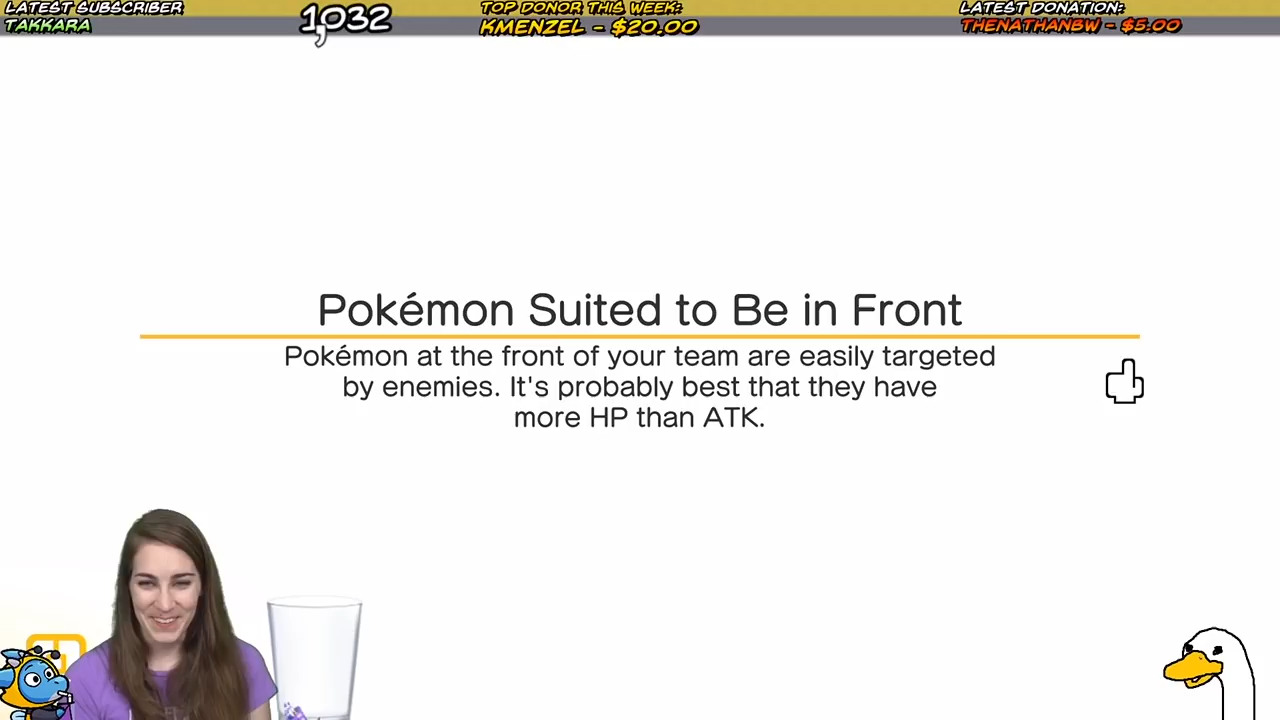 LATEST SUBSCRIBER
TAKKARA
1,032
TOP DONOR THIS WEEK:
KMENZEL - $20.00
LATEST DONATION:
THENATHANBW - $5.00
Pokémon Suited to Be in Front
Pokémon at the front of your team are easily targeted
by enemies. It's probably best that they have
more HP than ATK.